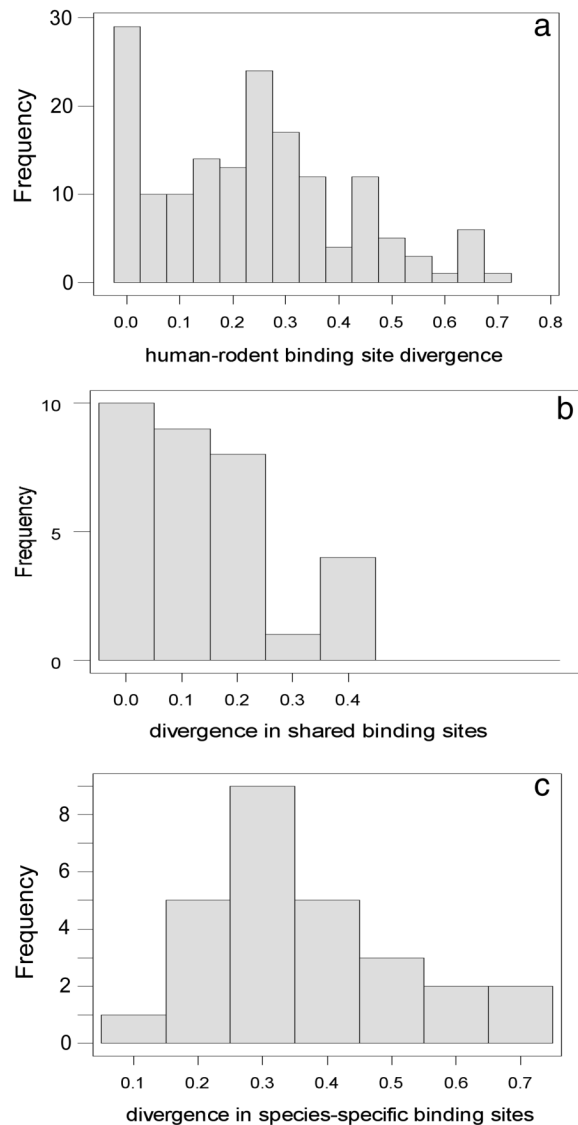 a
30
20
10
0
Frequency
0.0 0.1 0.2 0.3 0.4 0.5 0.6 0.7 0.8
human-rodent binding site divergence
b
10
5
0
Frequency
0.0 0.1 0.2 0.3 0.4
divergence in shared binding sites
c
8
6
4
2
0
Frequency
0.1 0.2 0.3 0.4 0.5 0.6 0.7
divergence in species-specific binding sites